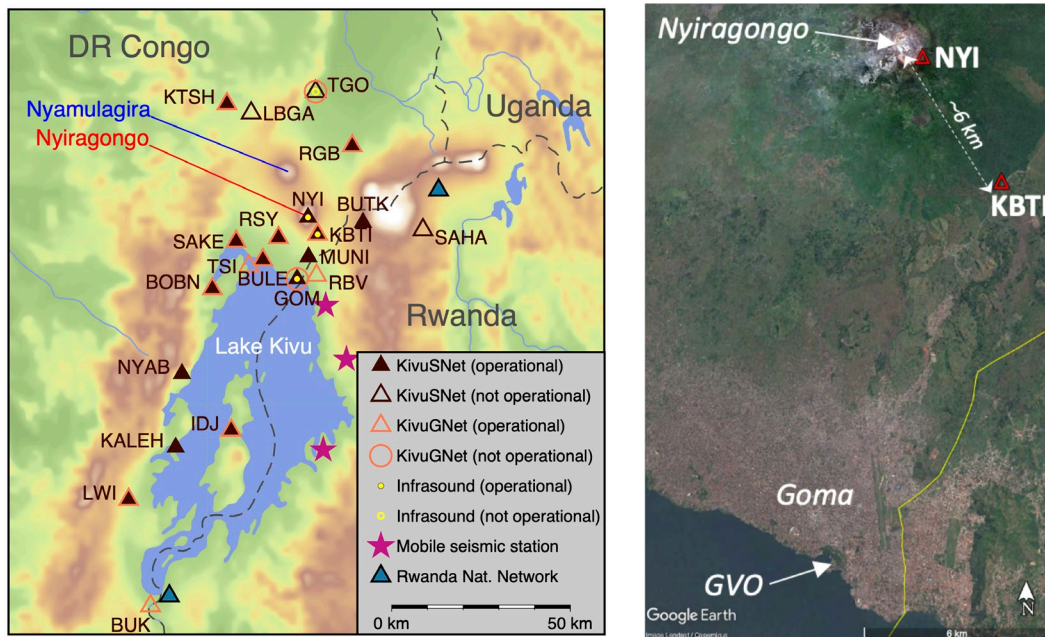 DR Congo
KTSH
LBGA
TGO
Uganda
Nyamulagira
Nyiragongo
RGB
NYI
BUTK
RSY
KBTI
SAHA
SAKE
MUNI
TSI
BULE
RBV
BOBN
GOM
Rwanda
Lake Kivu
NYAB
IDJ
KALEH
LWI
BUK
KivuSNet (operational)
KivuSNet (not operational)
KivuGNet (operational)
KivuGNet (not operational)
Infrasound (operational)
Infrasound (not operational)
Mobile seismic station
Rwanda Nat. Network
0 km 50 km
Nyiragongo
NYI
~6 km
KBTI
Goma
GVO
N
Google Earth
Image Landsat / Copernicus
6 km